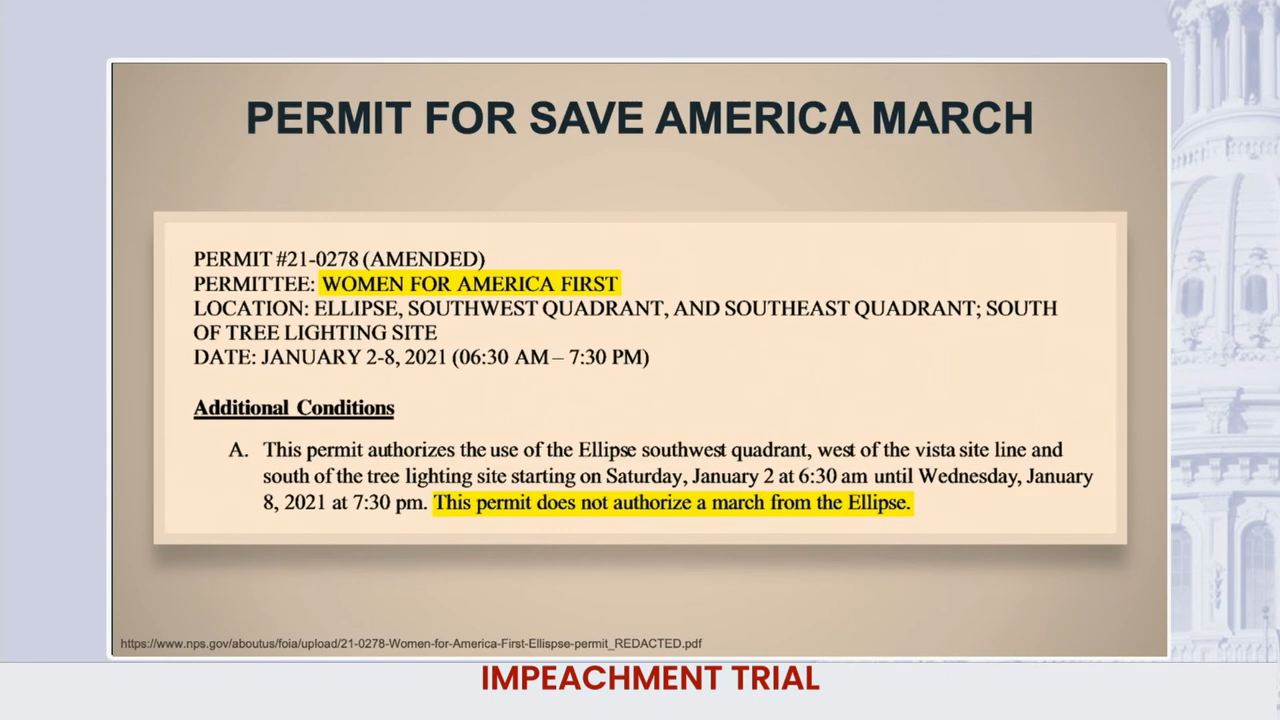 PERMIT FOR SAVE AMERICA MARCH
PERMIT #21-0278 (AMENDED)
PERMITTEE: WOMEN FOR AMERICA FIRST
LOCATION: ELLIPSE, SOUTHWEST QUADRANT, AND SOUTHEAST QUADRANT; SOUTH
OF TREE LIGHTING SITE
DATE: JANUARY 2-8, 2021 (06:30 AM – 7:30 PM)
Additional Conditions
A. This permit authorizes the use of the Ellipse southwest quadrant, west of the vista site line and
south of the tree lighting site starting on Saturday, January 2 at 6:30 am until Wednesday, January
8, 2021 at 7:30 pm. This permit does not authorize a march from the Ellipse.
https://www.nps.gov/aboutus/foia/upload/21-0278-Women-for-America-First-Ellispse-permit_REDACTED.pdf
IMPEACHMENT TRIAL